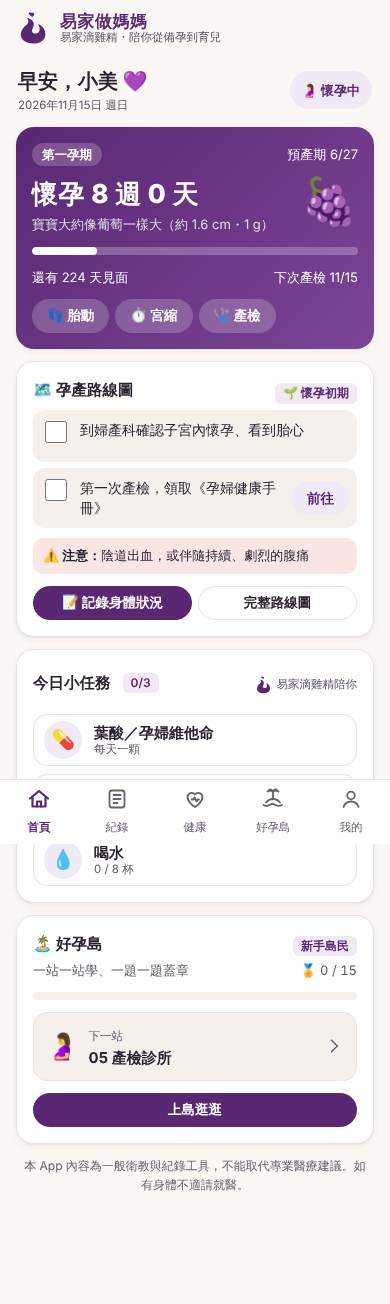 易家做媽媽
易家滴雞精・陪你從備孕到育兒
早安，小美 💜
2026年11月15日 週日
🤰 懷孕中
第一孕期
預產期 6/27
懷孕 8 週 0 天
寶寶大約像葡萄一樣大（約 1.6 cm・1 g）
還有 224 天見面
下次產檢 11/15
👣 胎動
⏱️ 宮縮
🩺 產檢
🗺️ 孕產路線圖
🌱 懷孕初期
到婦產科確認子宮內懷孕、看到胎心
第一次產檢，領取《孕婦健康手
冊》
前往
⚠️ 注意：陰道出血，或伴隨持續、劇烈的腹痛
📝 記錄身體狀況
完整路線圖
今日小任務
0/3
易家滴雞精陪你
葉酸／孕婦維他命
每天一顆
首頁
紀錄
健康
好孕島
我的
喝水
0 / 8 杯
🏝️ 好孕島
新手島民
一站一站學、一題一題蓋章
🏅 0 / 15
下一站
05 產檢診所
上島逛逛
本 App 內容為一般衛教與紀錄工具，不能取代專業醫療建議。如
有身體不適請就醫。